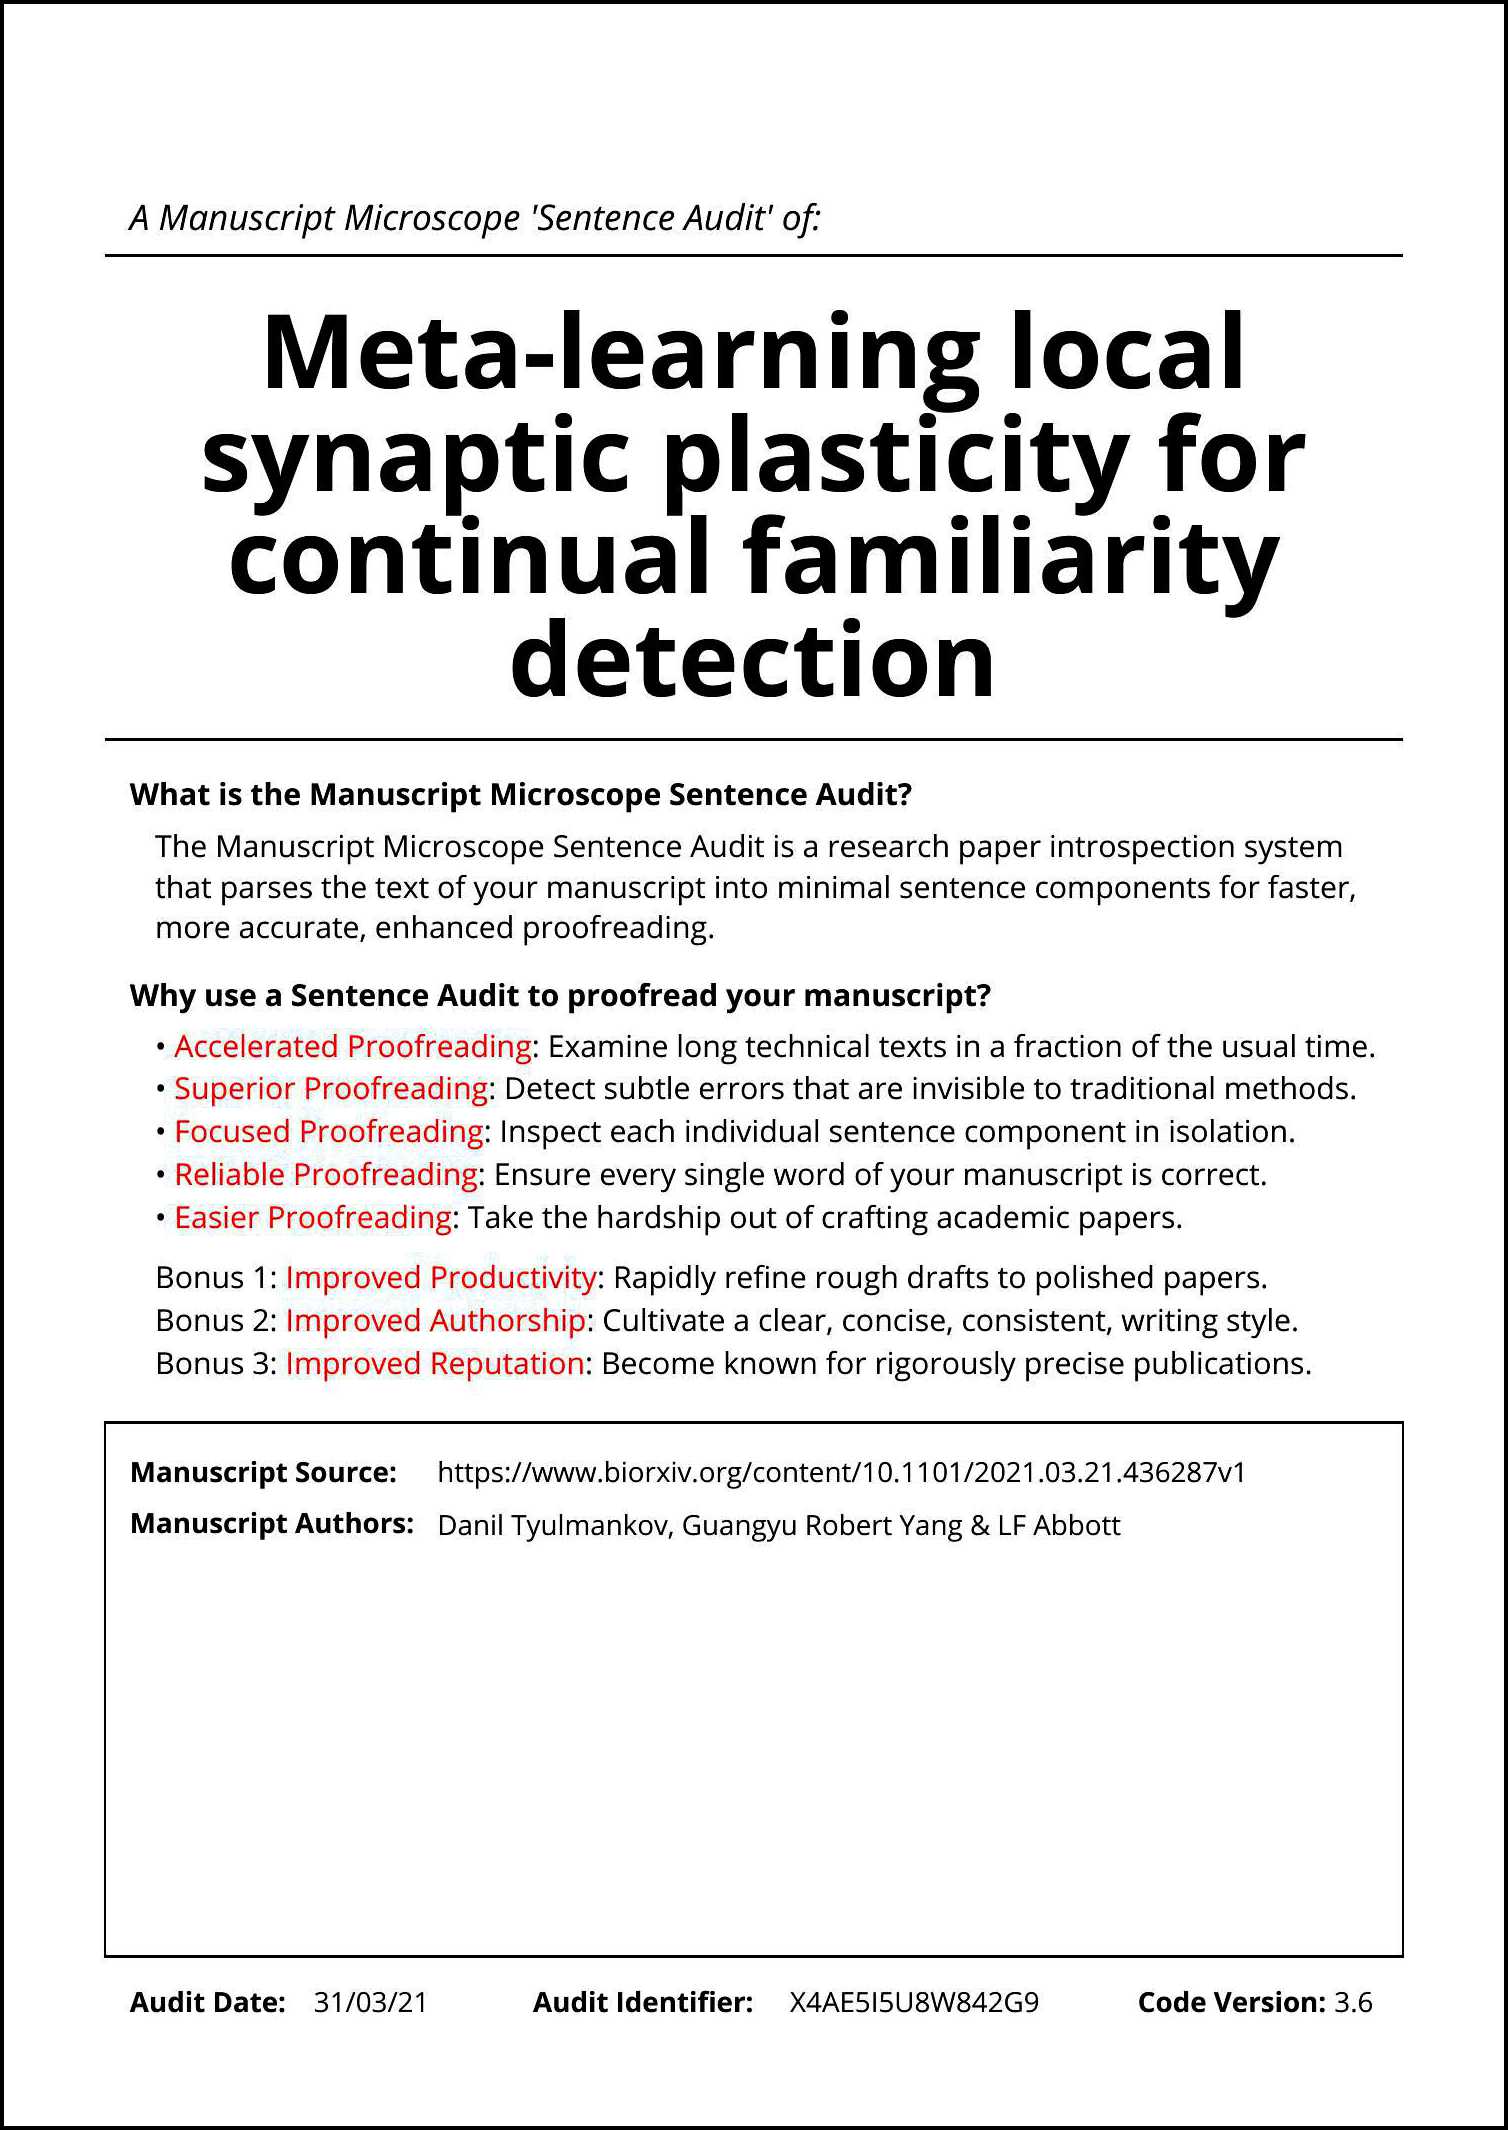 A Manuscript Microscope 'Sentence Audit' of:
Meta-learning local
synaptic plasticity for
continual familiarity
detection
What is the Manuscript Microscope Sentence Audit?
The Manuscript Microscope Sentence Audit is a research paper introspection system
that parses the text of your manuscript into minimal sentence components for faster,
more accurate, enhanced proofreading.
Why use a Sentence Audit to proofread your manuscript?
• Accelerated Proofreading: Examine long technical texts in a fraction of the usual time.
• Superior Proofreading: Detect subtle errors that are invisible to traditional methods.
• Focused Proofreading: Inspect each individual sentence component in isolation.
• Reliable Proofreading: Ensure every single word of your manuscript is correct.
• Easier Proofreading: Take the hardship out of crafting academic papers.
Bonus 1: Improved Productivity: Rapidly refine rough drafts to polished papers.
Bonus 2: Improved Authorship: Cultivate a clear, concise, consistent, writing style.
Bonus 3: Improved Reputation: Become known for rigorously precise publications.
Manuscript Source: https://www.biorxiv.org/content/10.1101/2021.03.21.436287v1
Manuscript Authors: Danil Tyulmankov, Guangyu Robert Yang & LF Abbott
Audit Date: 31/03/21 Audit Identifier: X4AE5I5U8W842G9 Code Version: 3.6